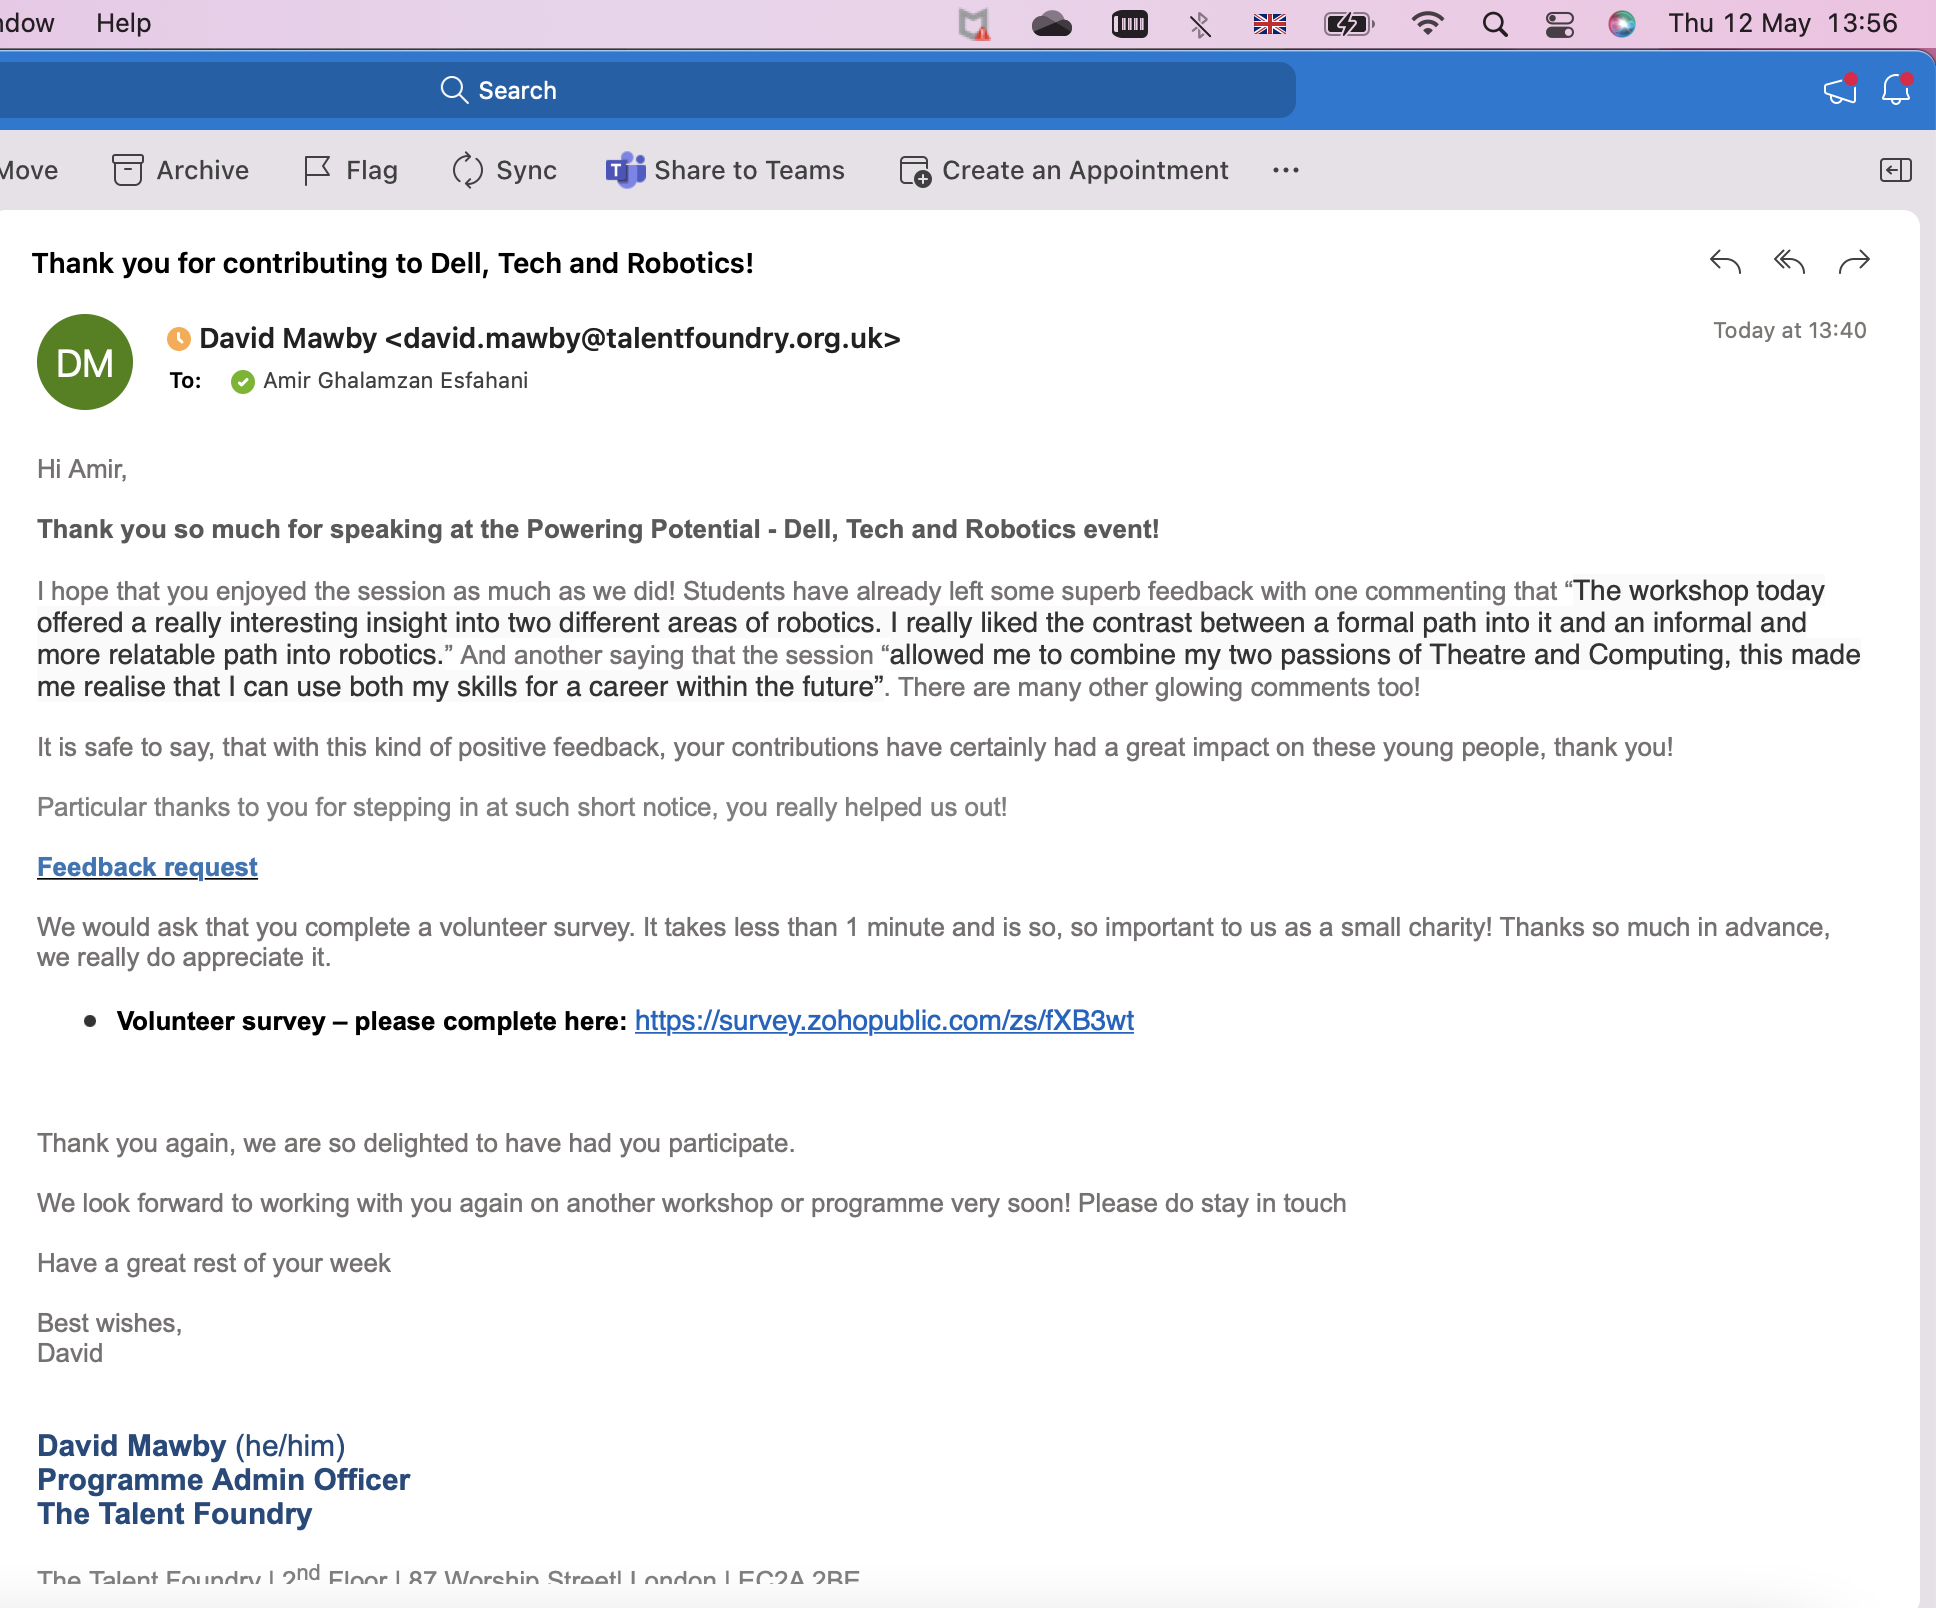 Help
Thu 12 May 13:56
Search
Move Archive Flag Sync Share to Teams Create an Appointment ...
Thank you for contributing to Dell, Tech and Robotics!
DM
David Mawby <david.mawby@talentfoundry.org.uk>
Today at 13:40
To: Amir Ghalamzan Esfahani
Hi Amir,
Thank you so much for speaking at the Powering Potential - Dell, Tech and Robotics event!
I hope that you enjoyed the session as much as we did! Students have already left some superb feedback with one commenting that “The workshop today
offered a really interesting insight into two different areas of robotics. I really liked the contrast between a formal path into it and an informal and
more relatable path into robotics.” And another saying that the session “allowed me to combine my two passions of Theatre and Computing, this made
me realise that I can use both my skills for a career within the future”. There are many other glowing comments too!
It is safe to say, that with this kind of positive feedback, your contributions have certainly had a great impact on these young people, thank you!
Particular thanks to you for stepping in at such short notice, you really helped us out!
Feedback request
We would ask that you complete a volunteer survey. It takes less than 1 minute and is so, so important to us as a small charity! Thanks so much in advance,
we really do appreciate it.
• Volunteer survey – please complete here: https://survey.zohopublic.com/zs/fXB3wt
Thank you again, we are so delighted to have had you participate.
We look forward to working with you again on another workshop or programme very soon! Please do stay in touch
Have a great rest of your week
Best wishes,
David
David Mawby (he/him)
Programme Admin Officer
The Talent Foundry
The Talent Foundry | 2nd Floor | 87 Worship Street| London | EC2A 2BE